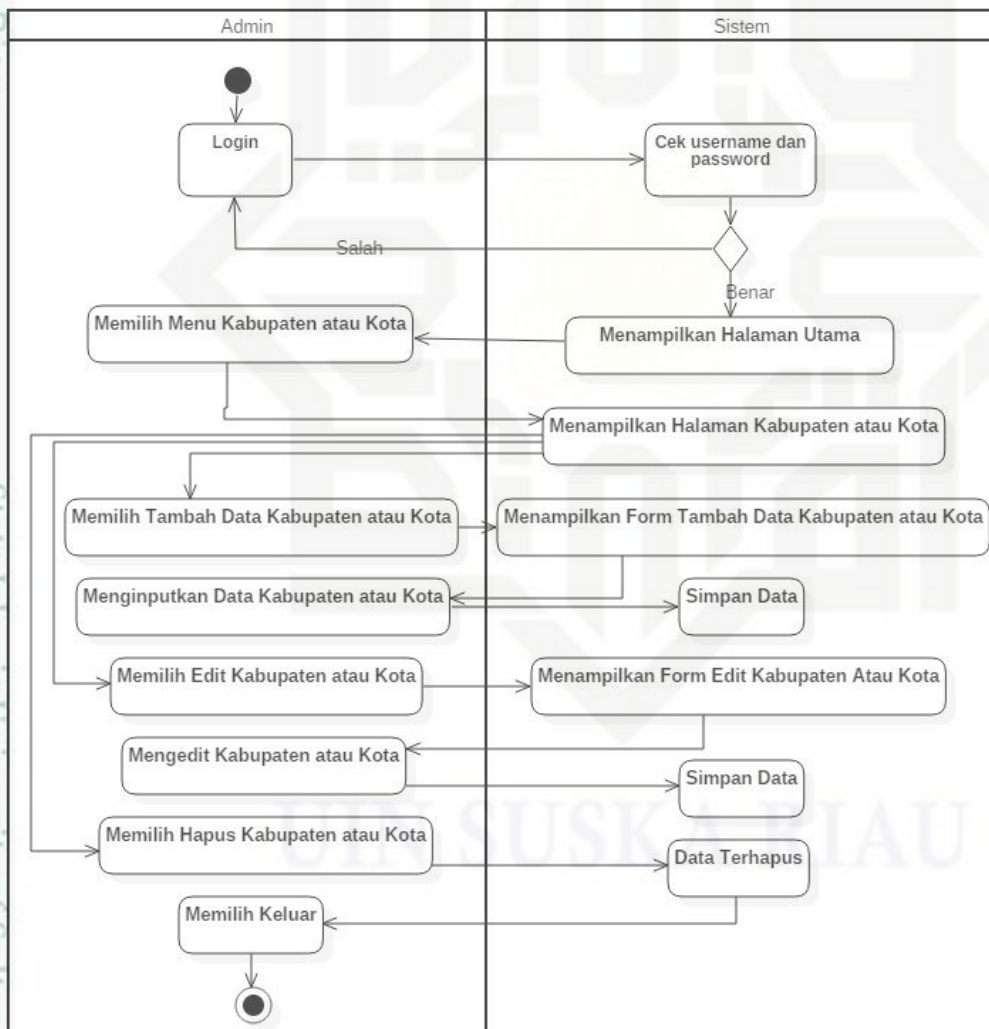 Admin
Sistem
Login
Cek username dan
password
Salah
Benar
Memilih Menu Kabupaten atau Kota
Menampilkan Halaman Utama
Menampilkan Halaman Kabupaten atau Kota
Memilih Tambah Data Kabupaten atau Kota
Menampilkan Form Tambah Data Kabupaten atau Kota
Menginputkan Data Kabupaten atau Kota
Simpan Data
Memilih Edit Kabupaten atau Kota
Menampilkan Form Edit Kabupaten Atau Kota
Mengedit Kabupaten atau Kota
Simpan Data
Memilih Hapus Kabupaten atau Kota
UIN SUSKA RIAU
Data Terhapus
Memilih Keluar